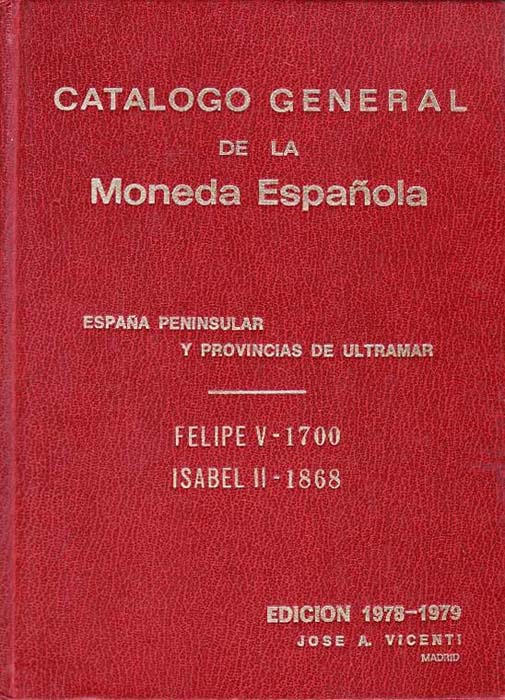 CATALOGO GENERAL
DE LA
Moneda Española
ESPAÑA PENINSULAR
Y PROVINCIAS DE ULTRAMAR
FELIPE V - 1700
ISABEL II - 1868
EDICION 1978-1979
JOSE A. VICENTI
MADRID